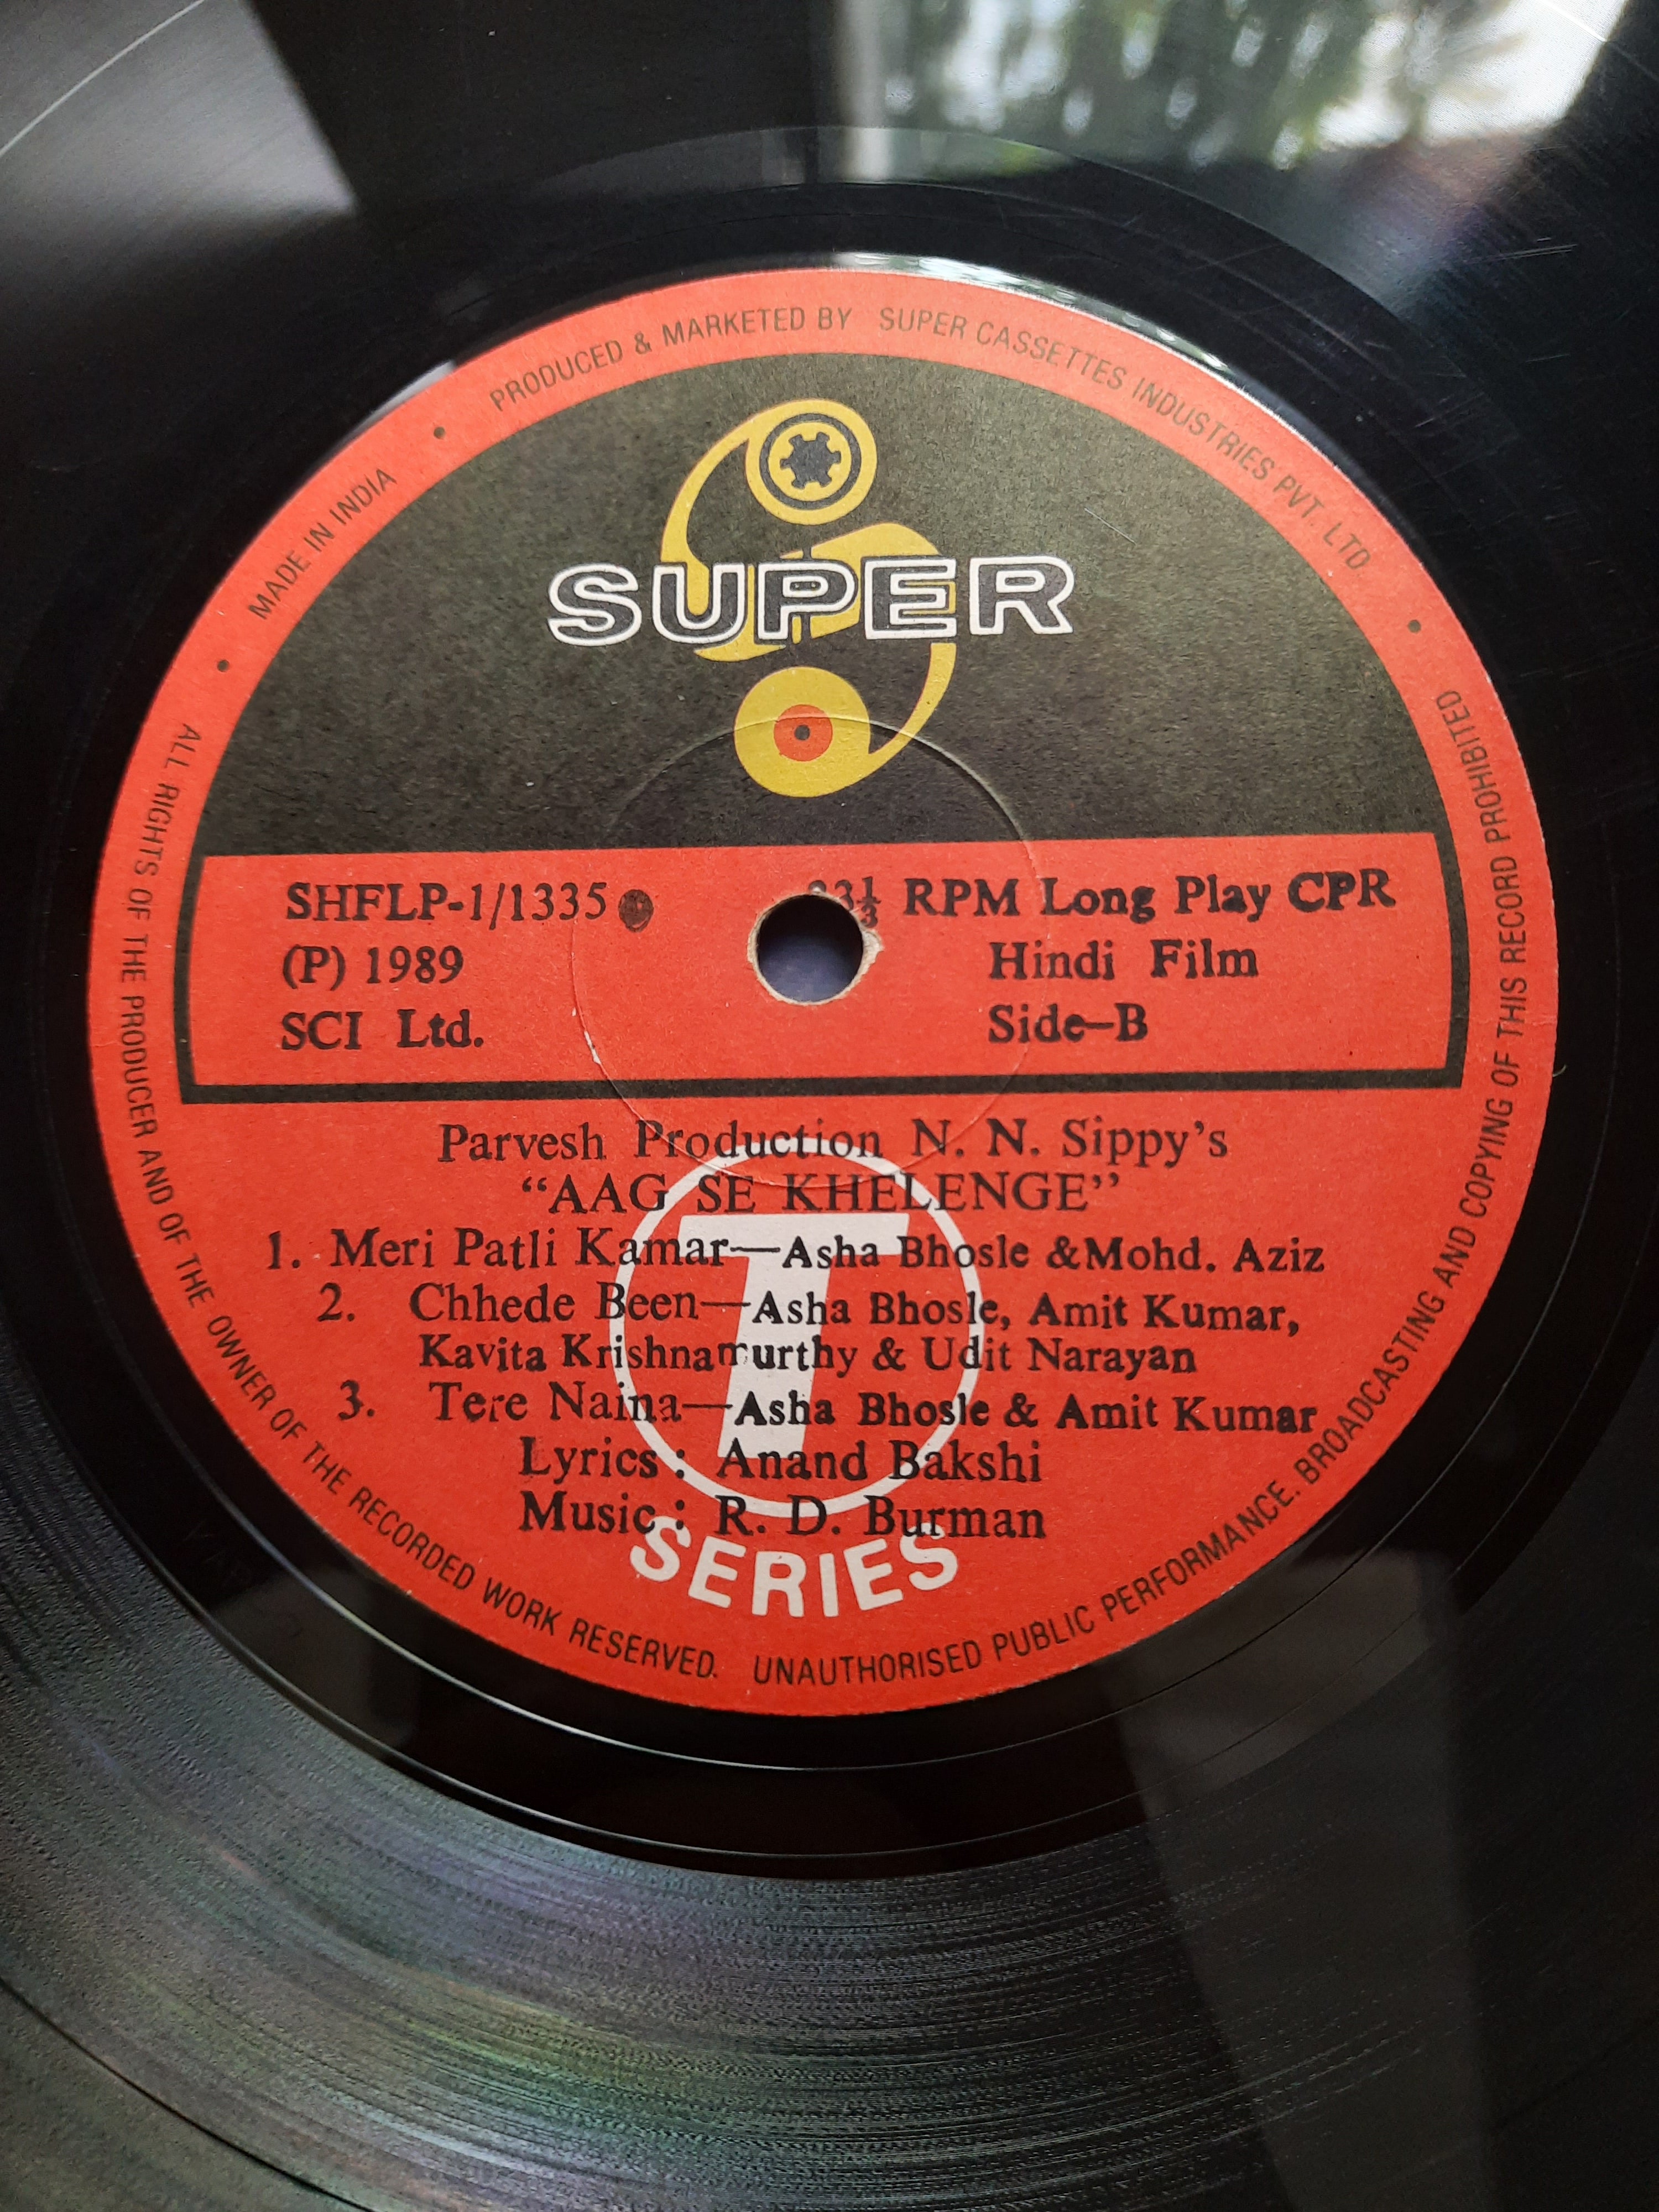 MADE IN INDIA • PRODUCED & MARKETED BY SUPER CASSETTES INDUSTRIES PVT. LTD •
SUPER
SHFLP-1/1335 33⅓ RPM Long Play CPR
(P) 1989 Hindi Film
SCI Ltd. Side-B
Parvesh Production N. N. Sippy's
"AAG SE KHELENGE"
1. Meri Patli Kamar—Asha Bhosle &Mohd. Aziz
2. Chhede Been—Asha Bhosle, Amit Kumar,
Kavita Krishnamurthy & Udit Narayan
3. Tere Naina—Asha Bhosle & Amit Kumar
Lyrics : Anand Bakshi
Music : R. D. Burman
T
SERIES
• ALL RIGHTS OF THE PRODUCER AND OF THE OWNER OF THE RECORDED WORK RESERVED. UNAUTHORISED PUBLIC PERFORMANCE. BROADCASTING AND COPYING OF THIS RECORD PROHIBITED